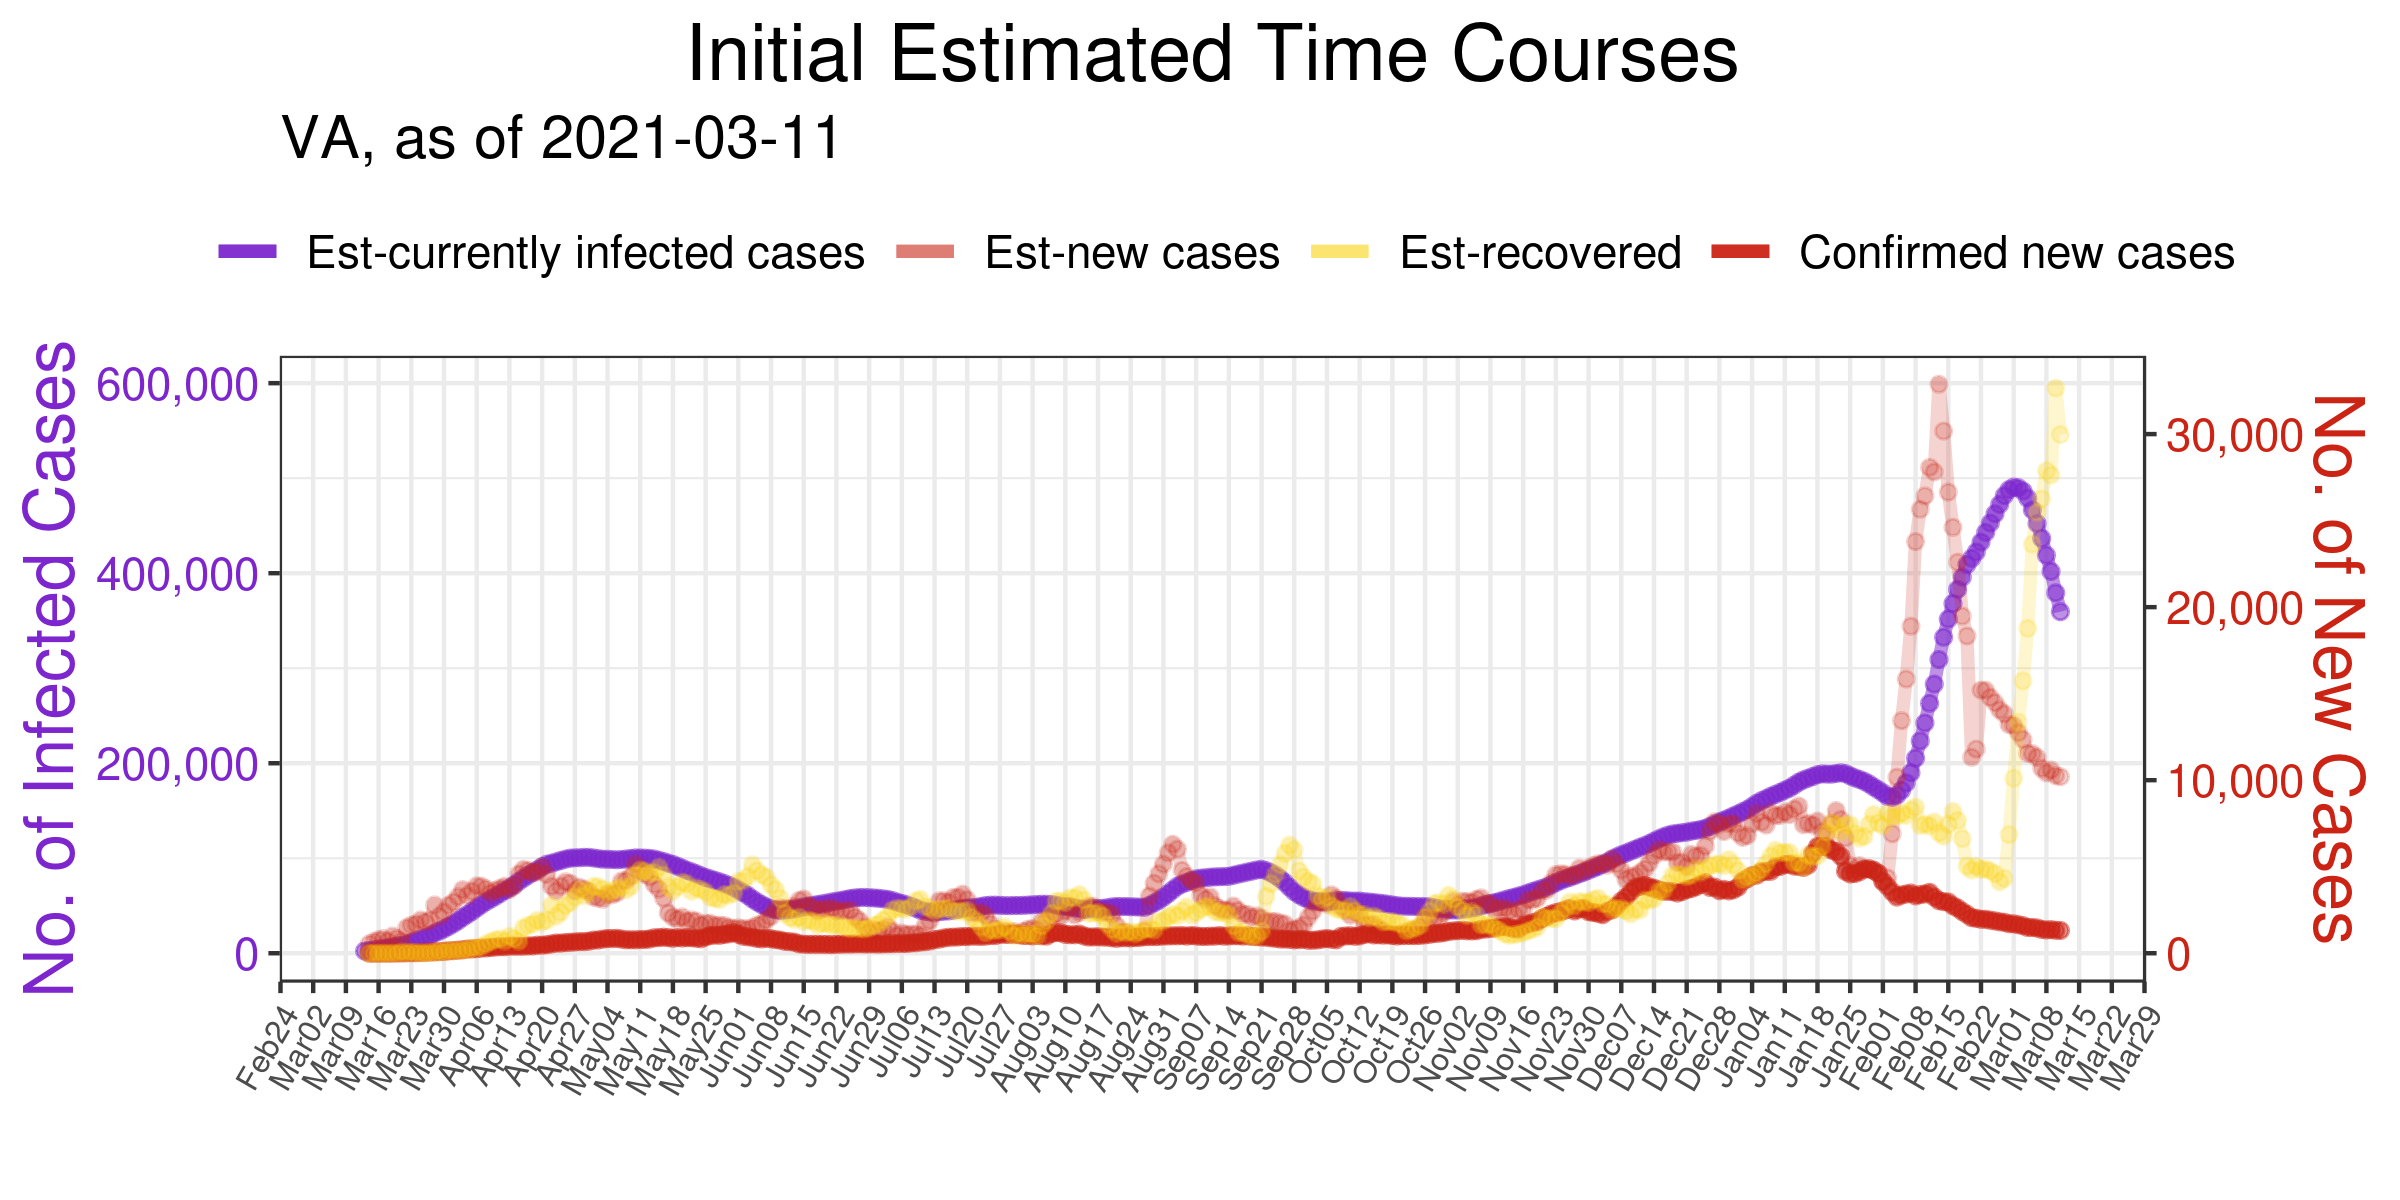 Initial Estimated Time Courses
VA, as of 2021-03-11
Est-currently infected cases Est-new cases Est-recovered Confirmed new cases
No. of Infected Cases
600,000
400,000
200,000
0
30,000
20,000
10,000
0
No. of New Cases
Feb24 Mar02 Mar09 Mar16 Mar23 Mar30 Apr06 Apr13 Apr20 Apr27 May04 May11 May18 May25 Jun01 Jun08 Jun15 Jun22 Jun29 Jul06 Jul13 Jul20 Jul27 Aug03 Aug10 Aug17 Aug24 Aug31 Sep07 Sep14 Sep21 Sep28 Oct05 Oct12 Oct19 Oct26 Nov02 Nov09 Nov16 Nov23 Nov30 Dec07 Dec14 Dec21 Dec28 Jan04 Jan11 Jan18 Jan25 Feb01 Feb08 Feb15 Feb22 Mar01 Mar08 Mar15 Mar22 Mar29